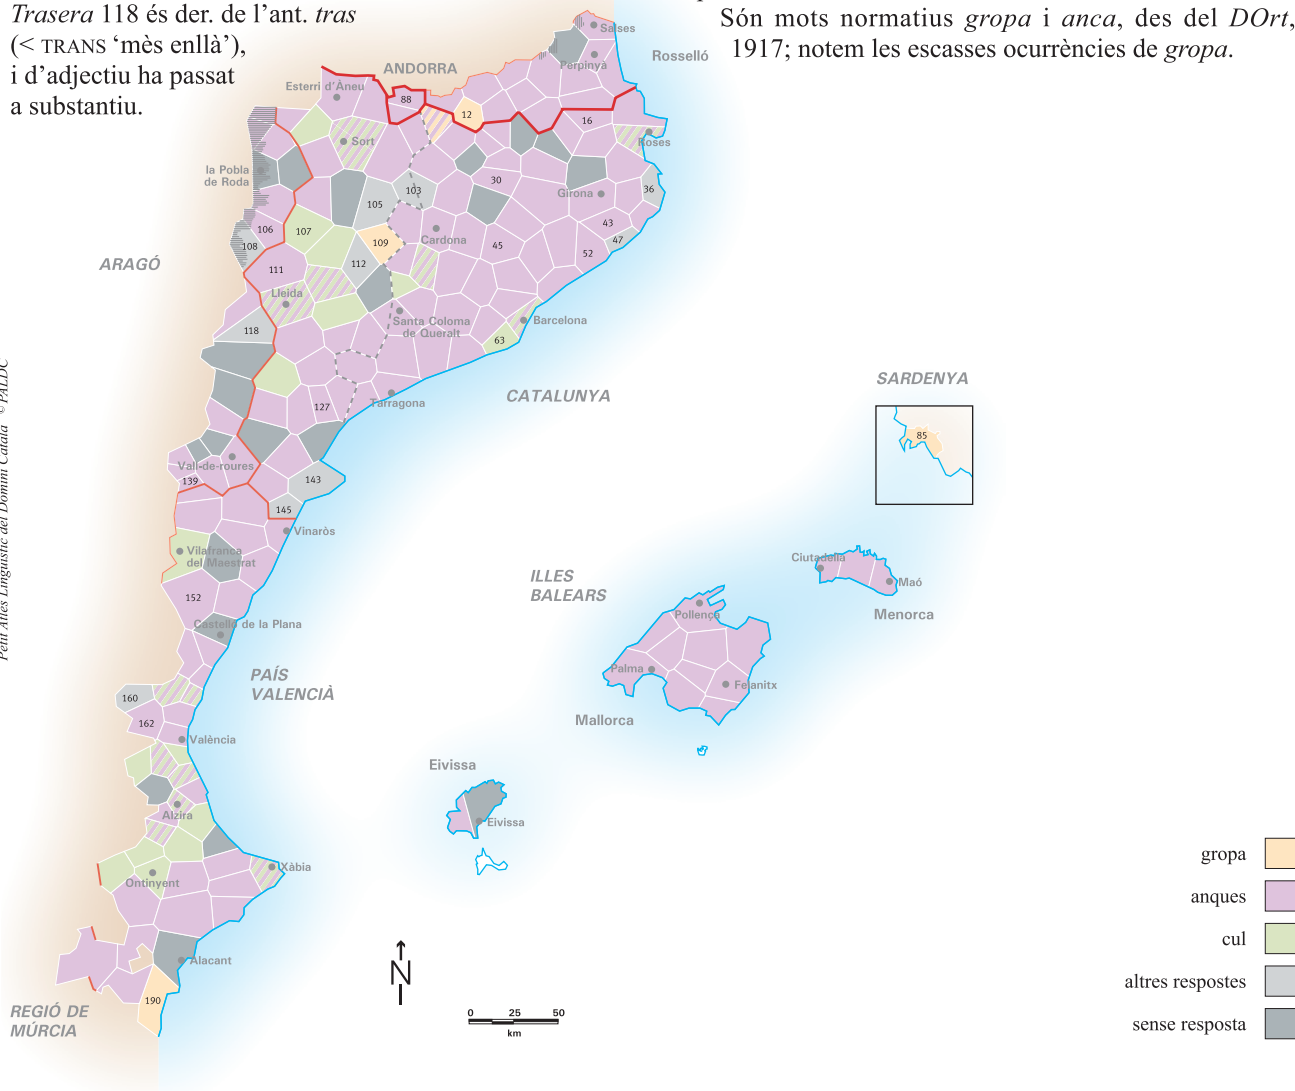 Trasera 118 és der. de l’ant. tras
(< TRANS ‘mès enllà’),
i d’adjectiu ha passat
a substantiu.
Són mots normatius gropa i anca, des del DOrt,
1917; notem les escasses ocurrències de gropa.
Salses
Perpinyà
Rosselló
ANDORRA
Esterri d’Àneu
88
12
16
Sort
Roses
la Pobla
de Roda
30
103
105
Girona
36
106
107
43
108
109
Cardona
45
47
52
ARAGÓ
111
112
Lleida
118
Santa Coloma
de Queralt
Barcelona
63
CATALUNYA
SARDENYA
85
127
Tarragona
Vall-de-roures
139
143
145
Vinaròs
Vilafranca
del Maestrat
152
Castelló de la Plana
ILLES
BALEARS
Ciutadella
Maó
Menorca
Pollença
Palma
Felanitx
Mallorca
PAÍS
VALENCIÀ
160
162
València
Eivissa
Eivissa
Alzira
Xàbia
Ontinyent
Alacant
190
REGIÓ DE
MÚRCIA
N
0 25 50
km
gropa
anques
cul
altres respostes
sense resposta
Petit Atles Lingüístic del Domini Català © PALDC